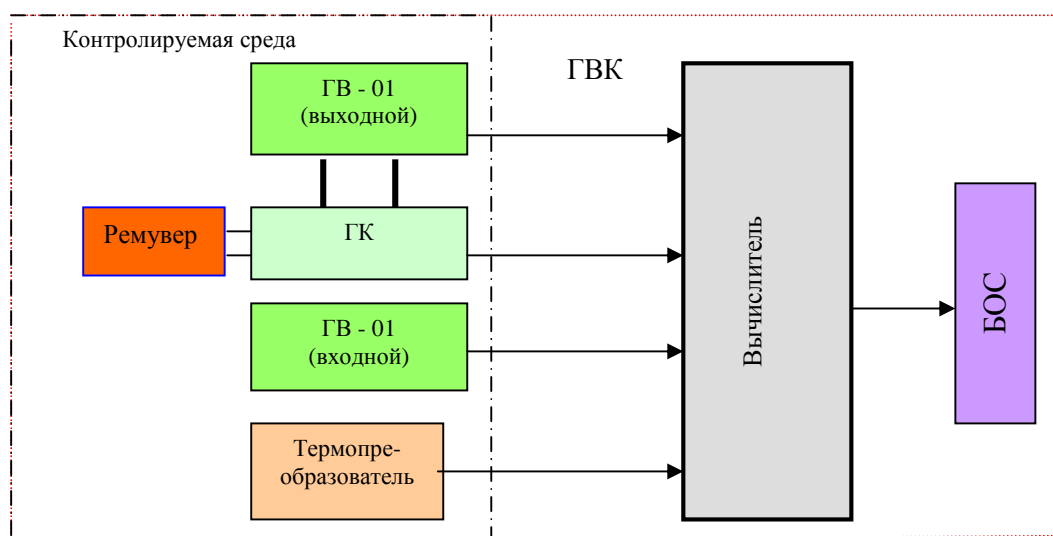 Контролируемая среда
ГВК
ГВ - 01
(выходной)
Ремувер
ГК
ГВ - 01
(входной)
Термопре-
образователь
Вычислитель
БОС